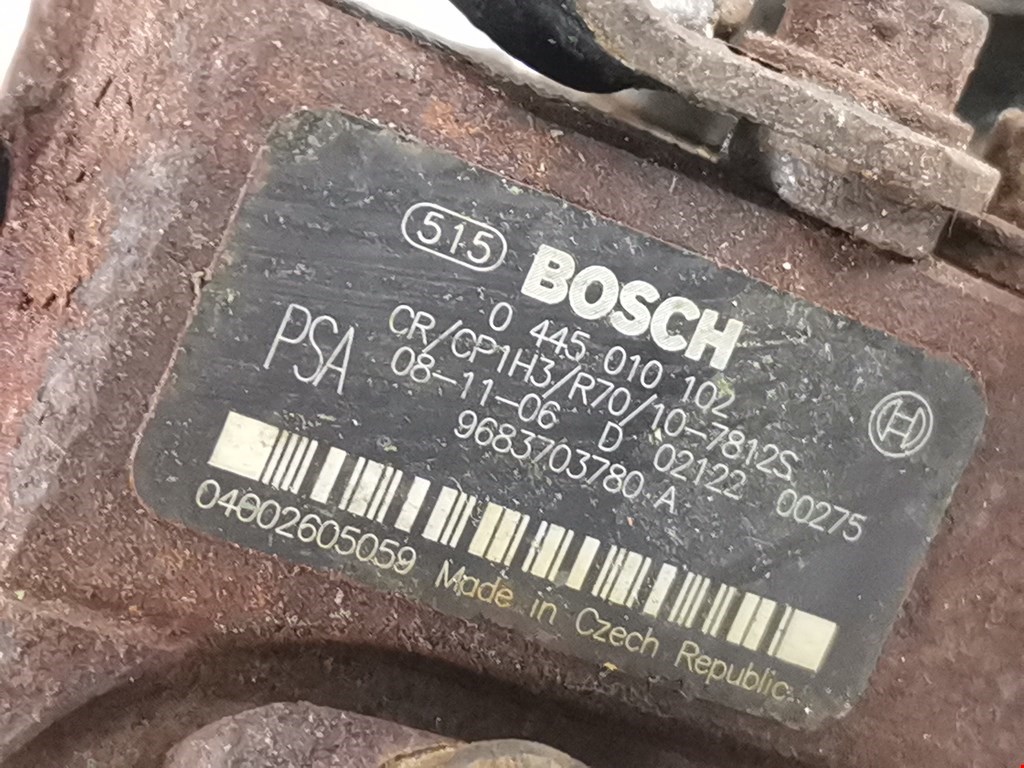 515 BOSCH
0 445 010 102
PSA CR/CP1H3/R70/10-7812S
08-11-06 D 02122 00275
9683703780 A
04002605059 Made in Czech Republic